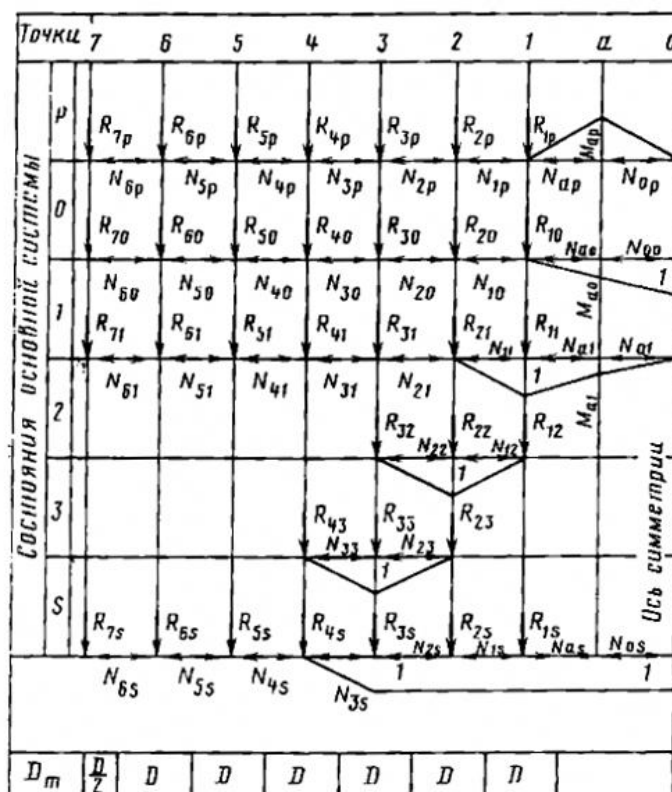 Точки 7 6 5 4 3 2 1 a 0
Состояния основной системы
P
R7p R6p R5p R4p R3p R2p R1p Map
N6p N5p N4p N3p N2p N1p Nap N0p
0
R70 R60 R50 R40 R30 R20 R10 Nao N00
N60 N50 N40 N30 N20 N10 Mao 1
1
R71 R61 R51 R41 R31 R21 R11 N11 Na1 Na1
N61 N51 N41 N31 N21 1 Ma1
2
R32 R22 R12
N22 N12
1
3
R43 R33 R23
N33 N23
1
Ось симметрии
S
R7s R6s R5s R4s R3s R2s R1s
N2s N1s Nas N0s
N6s N5s N4s N3s 1 1
Dm D/2 D D D D D D